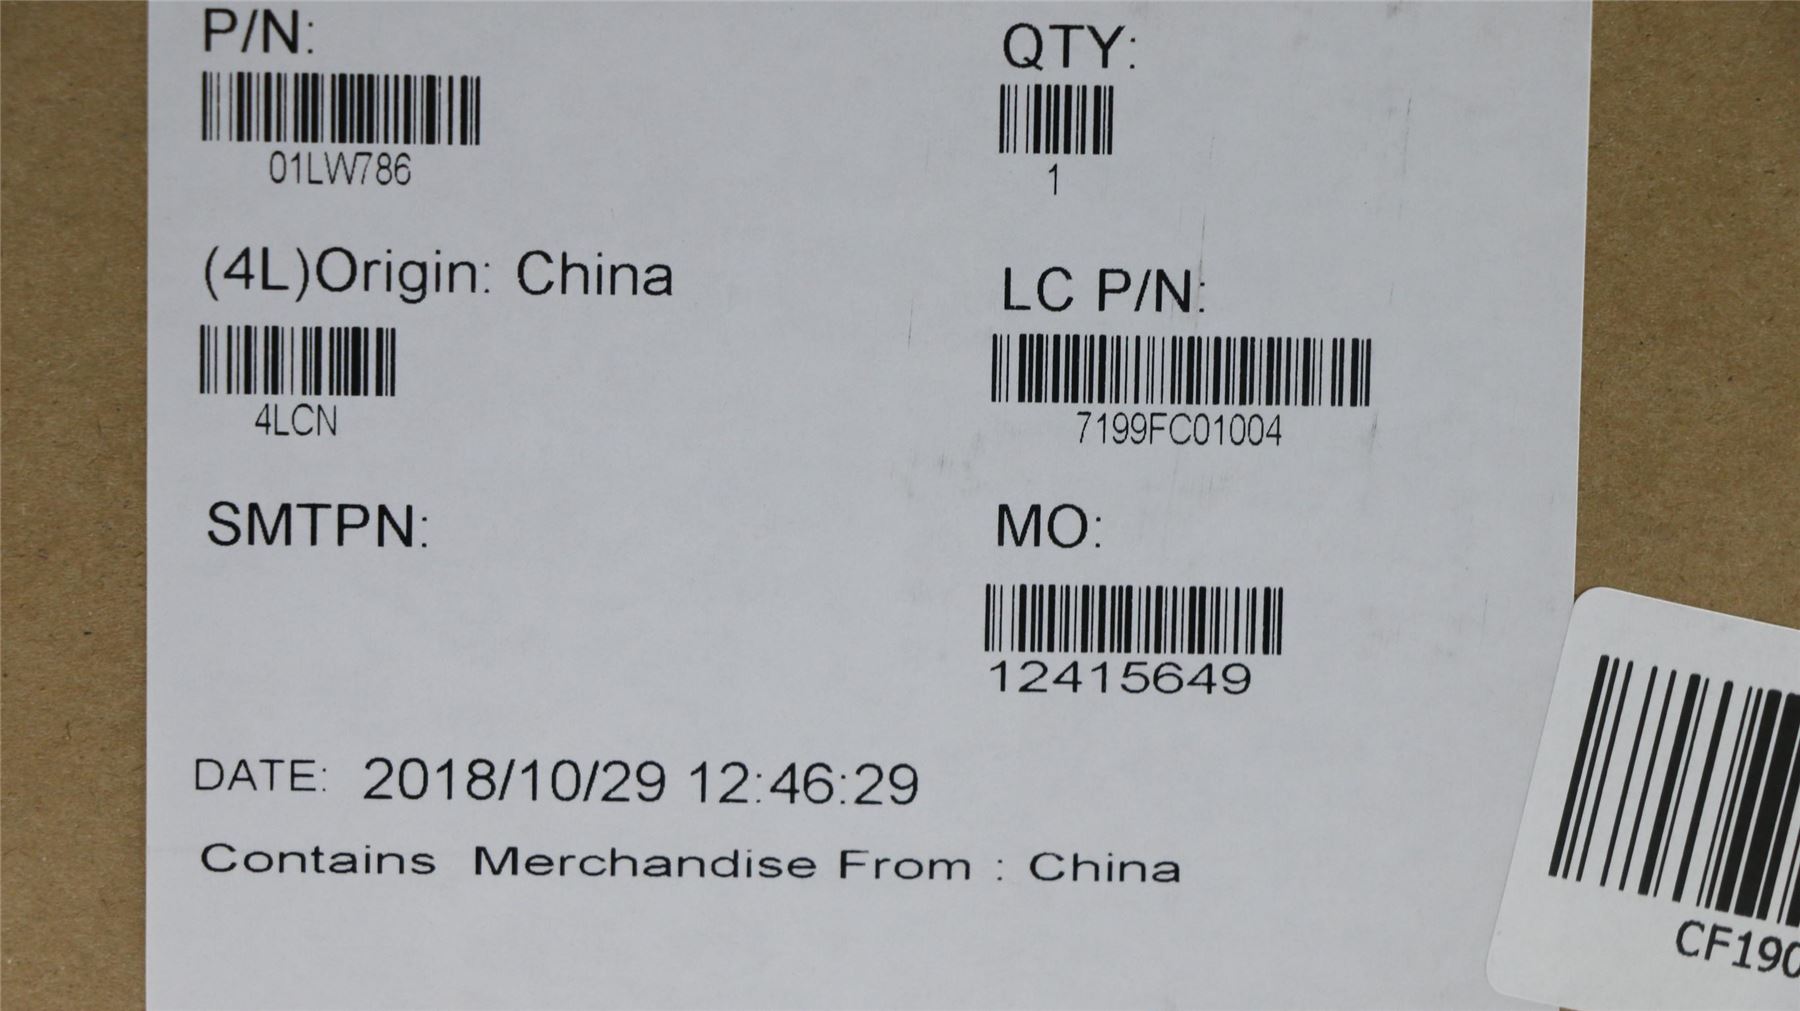 P/N:
01LW786
QTY:
1
(4L)Origin: China
4LCN
LC P/N:
7199FC01004
SMTPN:
MO:
12415649
DATE: 2018/10/29 12:46:29
Contains Merchandise From : China
CF190